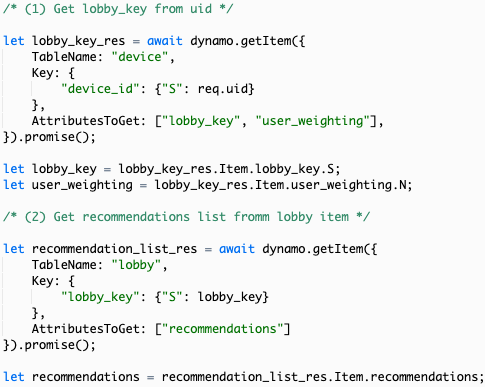 /* (1) Get lobby_key from uid */
let lobby_key_res = await dynamo.getItem({
TableName: "device",
Key: {
"device_id": {"S": req.uid}
},
AttributesToGet: ["lobby_key", "user_weighting"],
}).promise();
let lobby_key = lobby_key_res.Item.lobby_key.S;
let user_weighting = lobby_key_res.Item.user_weighting.N;
/* (2) Get recommendations list fromm lobby item */
let recommendation_list_res = await dynamo.getItem({
TableName: "lobby",
Key: {
"lobby_key": {"S": lobby_key}
},
AttributesToGet: ["recommendations"]
}).promise();
let recommendations = recommendation_list_res.Item.recommendations;